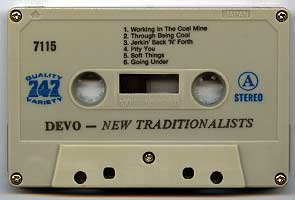 JAPAN
7115
1. Working In The Coal Mine
2. Through Being Cool
3. Jerkin' Back 'N' Forth
4. Pity You
5. Soft Things
6. Going Under
QUALITY
747
VARIETY
A
STEREO
DEVO – NEW TRADITIONALISTS